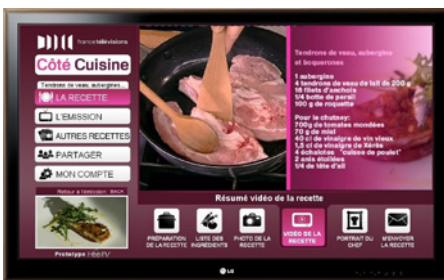 francetélévisions
Côté Cuisine
Tendrons de veau, aubergines...
LA RECETTE
L'EMISSION
AUTRES RECETTES
PARTAGER
MON COMPTE
Retour à l'émission : BACK
Prototype HbbTV
Tendrons de veau, aubergine
et boquerones
1 aubergine
4 tendrons de veau de lait de 200 g
16 filets d'anchois
1/4 botte de persil
100 g de roquette
Pour le chutney:
700g de tomates mondées
70 g de miel
40 cl de vinaigre de vin vieux
1,5 cl de vinaigre de Xérès
4 échalotes "cuisse de poulet"
2 anis étoilées
1/4 de tête d'ail
Résumé vidéo de la recette
PRÉPARATION
DE LA RECETTE
LISTE DES
INGRÉDIENTS
PHOTO DE LA
RECETTE
VIDÉO DE LA
RECETTE
PORTRAIT DU
CHEF
M'ENVOYER
LA RECETTE
LG